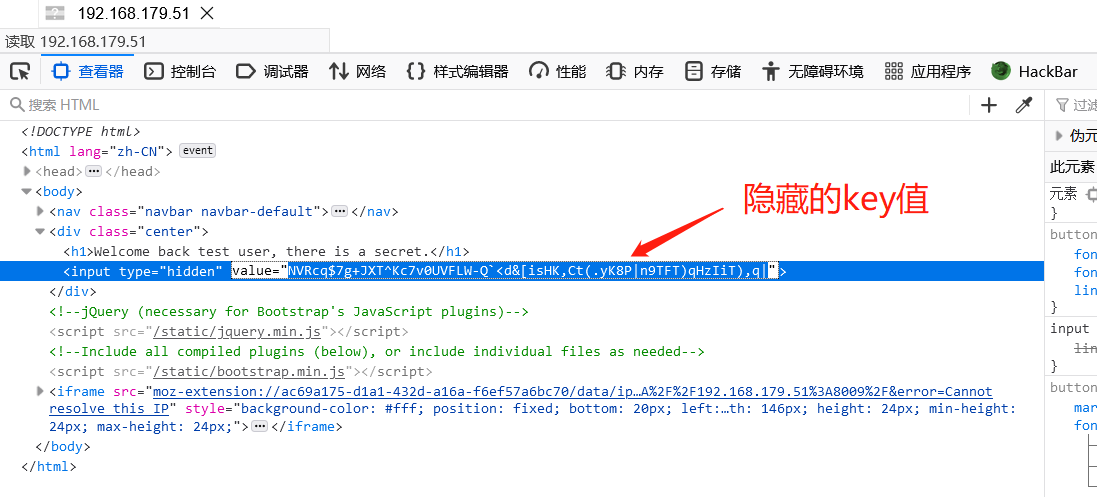 192.168.179.51
读取 192.168.179.51
查看器 控制台 调试器 网络 样式编辑器 性能 内存 存储 无障碍环境 应用程序 HackBar
搜索 HTML
过滤
<!DOCTYPE html>
<html lang="zh-CN"> event
<head> ••• </head>
<body>
<nav class="navbar navbar-default"> ••• </nav>
<div class="center">
<h1>Welcome back test user, there is a secret.</h1>
<input type="hidden" value="NVRcq$7g+JXT^Kc7v0UVFLW-Q`<d&[isHK,Ct(.yK8P|n9TFT)qHzIiT),q|">
</div>
<!--jQuery (necessary for Bootstrap's JavaScript plugins)-->
<script src="/static/jquery.min.js"></script>
<!--Include all compiled plugins (below), or include individual files as needed-->
<script src="/static/bootstrap.min.js"></script>
<iframe src="moz-extension://ac69a175-d1a1-432d-a16a-f6ef57a6bc70/data/ip…A%2F%2F192.168.179.51%3A8009%2F&error=Cannot
resolve this IP" style="background-color: #fff; position: fixed; bottom: 20px; left:…th: 146px; height: 24px; min-height:
24px; max-height: 24px;"> ••• </iframe>
</body>
</html>
隐藏的key值
伪元
此元素
元素
}
button
fon
fon
lin
}
input
lin
}
button
mar
fon